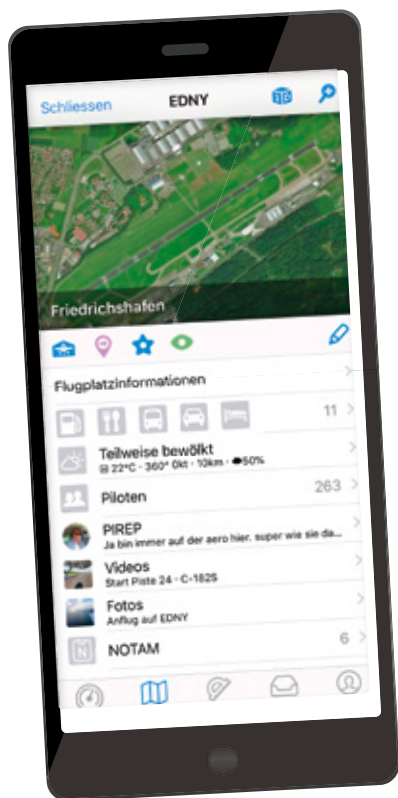 Schliessen EDNY
Friedrichshafen
Flugplatzinformationen
11
Teilweise bewölkt
22°C - 360° 0kt - 10km - 50%
Piloten 263
PIREP
Ja bin immer auf der aero hier. super wie sie da...
Videos
Start Piste 24 - C-182S
Fotos
Anflug auf EDNY
NOTAM 6